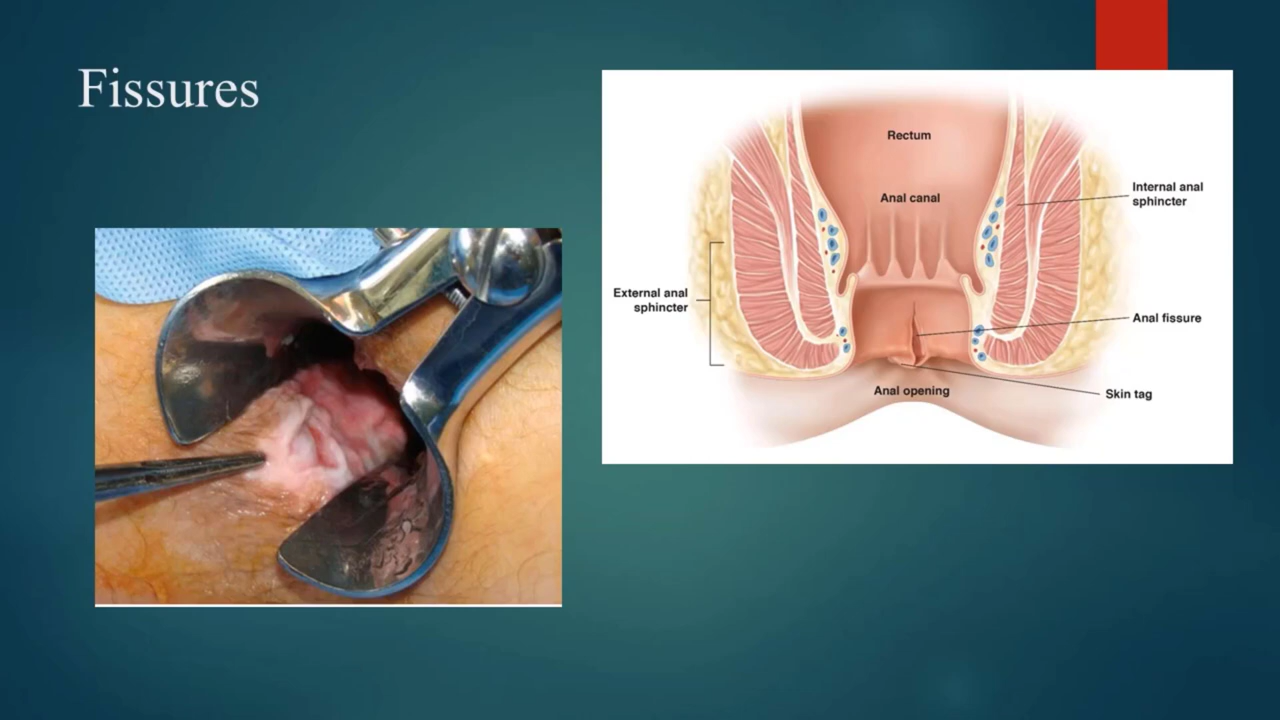 Fissures
Rectum
Anal canal
Internal anal
sphincter
External anal
sphincter
Anal fissure
Anal opening
Skin tag